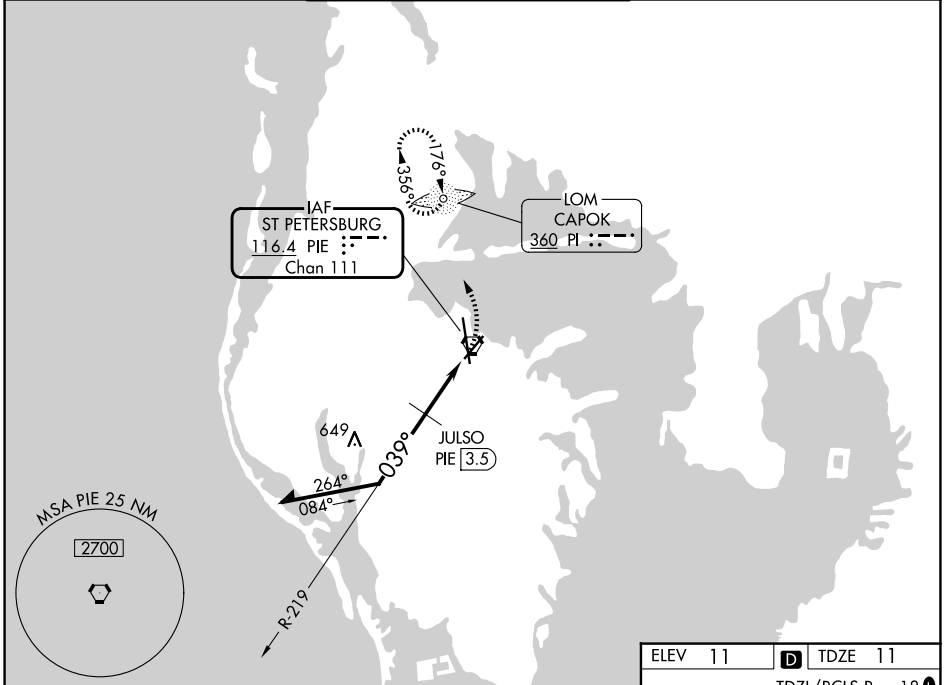 176°
356°
IAF
ST PETERSBURG
116.4 PIE
Chan 111
LOM
CAPOK
360 PI
649
JULSO
PIE 3.5
039°
264°
084°
R-219
MSA PIE 25 NM
2700
ELEV 11
D
TDZE 11